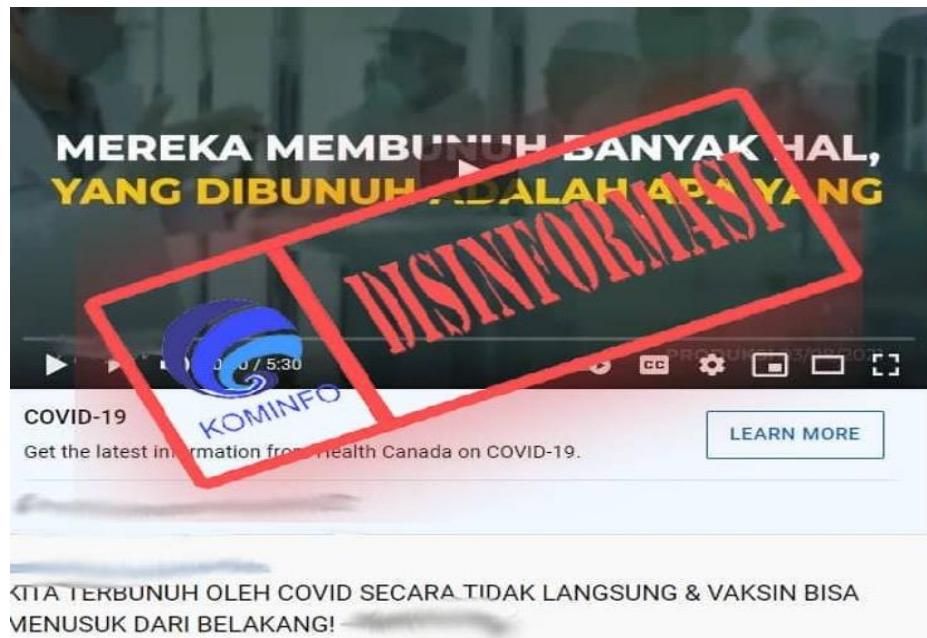 MEREKA MEMBUNUH BANYAK HAL,
YANG DIBUNUH ADALAH APA YANG
DISINFORMASI
KOMINFO
/ 5:30
CC
COVID-19
Get the latest information from Health Canada on COVID-19.
LEARN MORE
KITA TERBUNUH OLEH COVID SECARA TIDAK LANGSUNG & VAKSIN BISA
MENUSUK DARI BELAKANG!